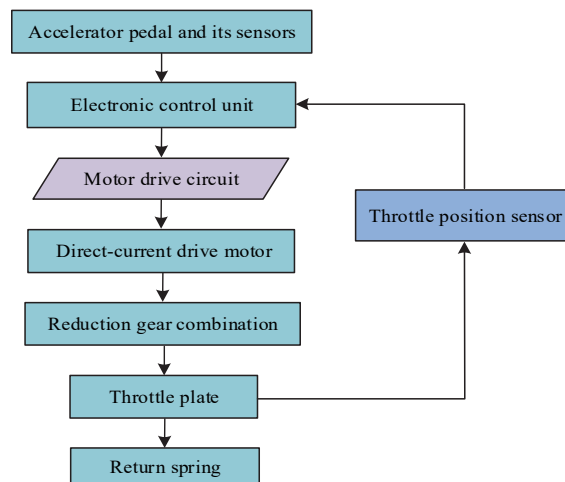 Accelerator pedal and its sensors
Electronic control unit
Motor drive circuit
Throttle position sensor
Direct-current drive motor
Reduction gear combination
Throttle plate
Return spring